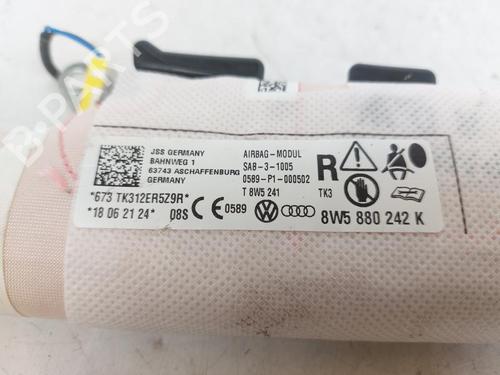 JSS GERMANY
BAHNWEG 1
63743 ASCHAFFENBURG
GERMANY
*673 TK312ER5Z9R*
*18 06 21 24* 08S
CE 0589
AIRBAG-MODUL
SAB-3-1005
0589-P1-000502
T 8W5 241
R
TK3
8W5 880 242 K
B-PARTS